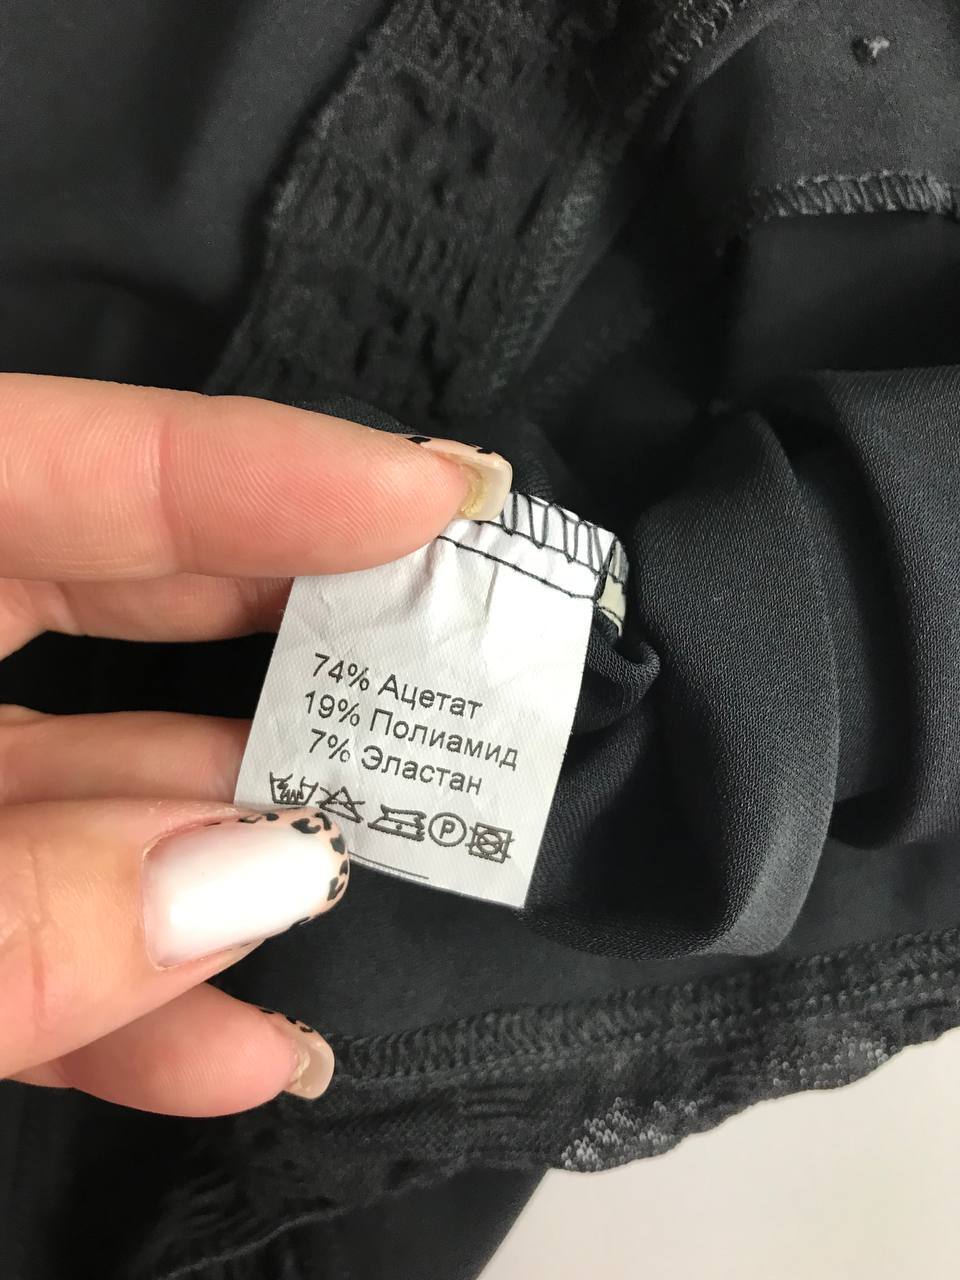 74% Ацетат
19% Полиамид
7% Эластан
P